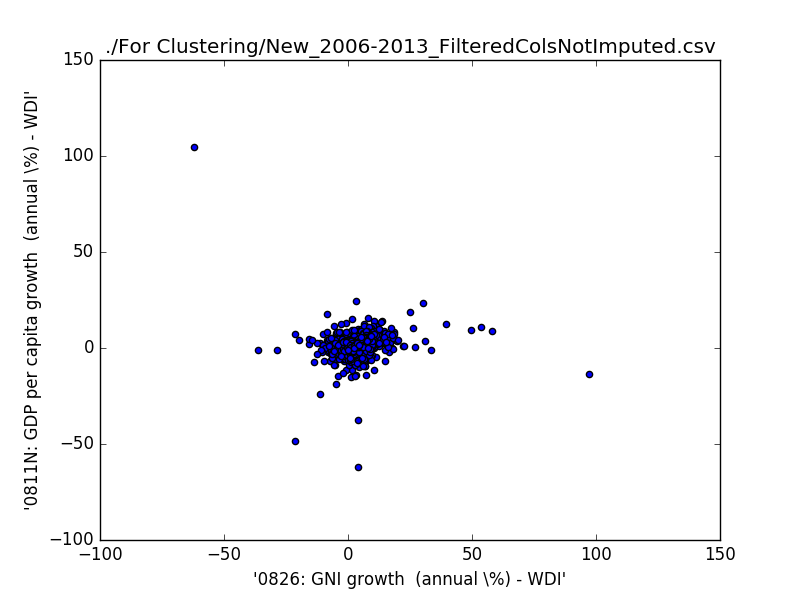 ./For Clustering/New_2006-2013_FilteredColsNotImputed.csv
150
100
50
0
−50
−100
'0811N: GDP per capita growth  (annual \%) - WDI'
−100 −50 0 50 100 150
'0826: GNI growth  (annual \%) - WDI'